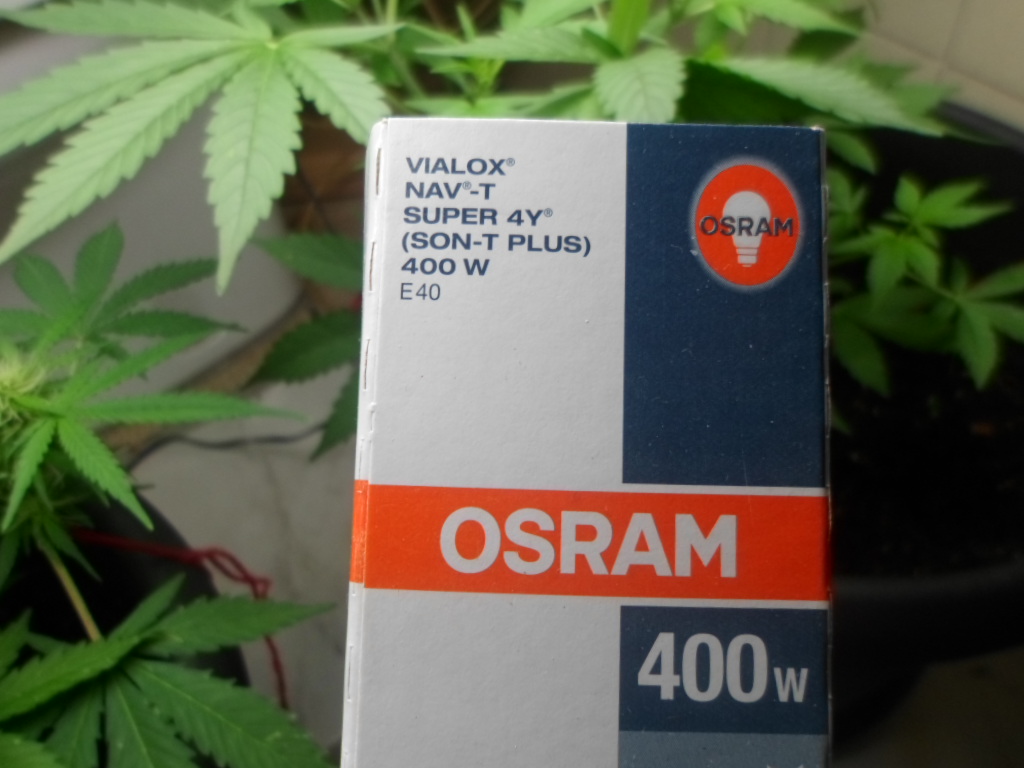 VIALOX®
NAV®-T
SUPER 4Y®
(SON-T PLUS)
400 W
E40
OSRAM
OSRAM
400W